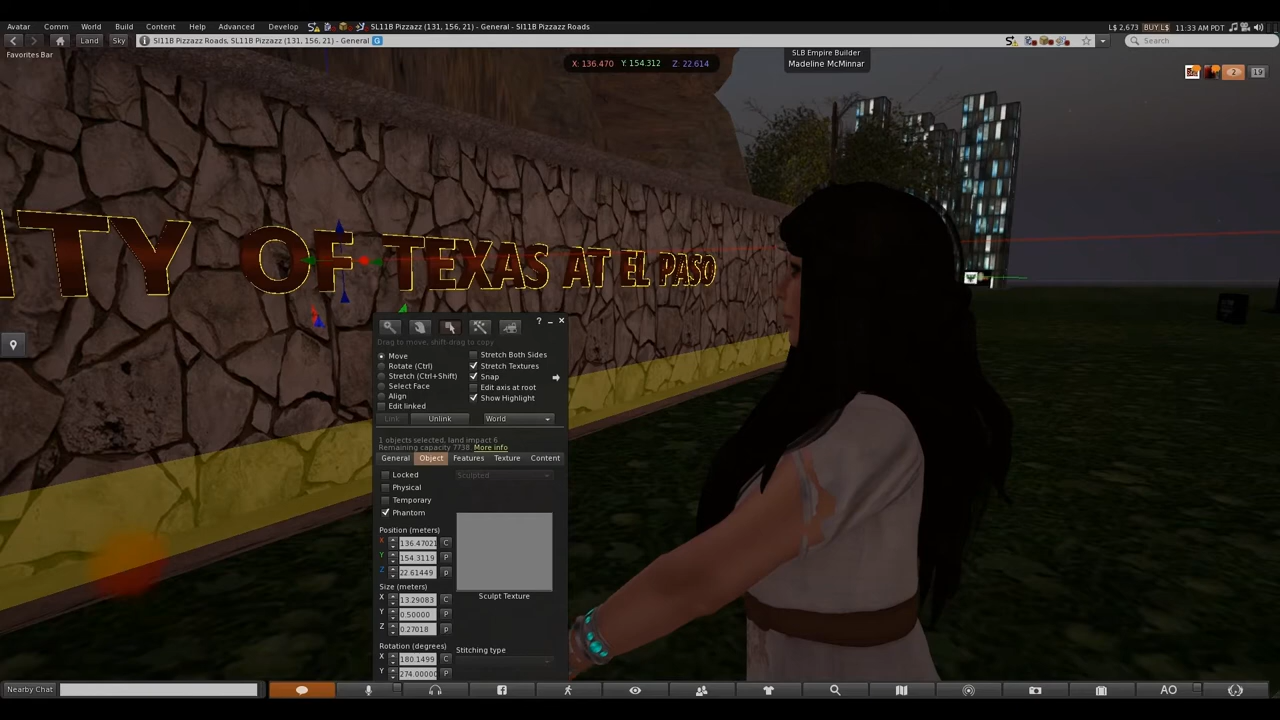 Avatar Comm World Help Advanced Develop SL11B Pizzazz (131, 156, 21) - General - Sl11B Pizzazz Roads
Build Content
L$ 2,673 BUY L$ 11:33 AM PDT
Land Sky Sl11B Pizzazz Roads, SL11B Pizzazz (131, 156, 21) - General G
Search
Favorites Bar
X: 136.470 Y: 154.312 Z: 22.614
SLB Empire Builder
Madeline McMinnar
2 19
ITY OF TEXAS AT EL PASO
? _ X
Drag to move, shift-drag to copy
Move
Rotate (Ctrl)
Stretch (Ctrl+Shift)
Select Face
Align
Edit linked
Stretch Both Sides
Stretch Textures
Snap
Edit axis at root
Show Highlight
Link Unlink World
1 objects selected, land impact 6
Remaining capacity 7738 More info
General Object Features Texture Content
Locked
Physical
Temporary
Phantom
Sculpted
Position (meters)
X 136.4702 C
Y 154.3119 P
Z 22.61449 p
Size (meters)
X 13.29083 C
Y 0.50000 P
Z 0.27018 p
Rotation (degrees)
X 180.1499 C
Y 274.00000 P
Sculpt Texture
Stitching type
Nearby Chat
AO